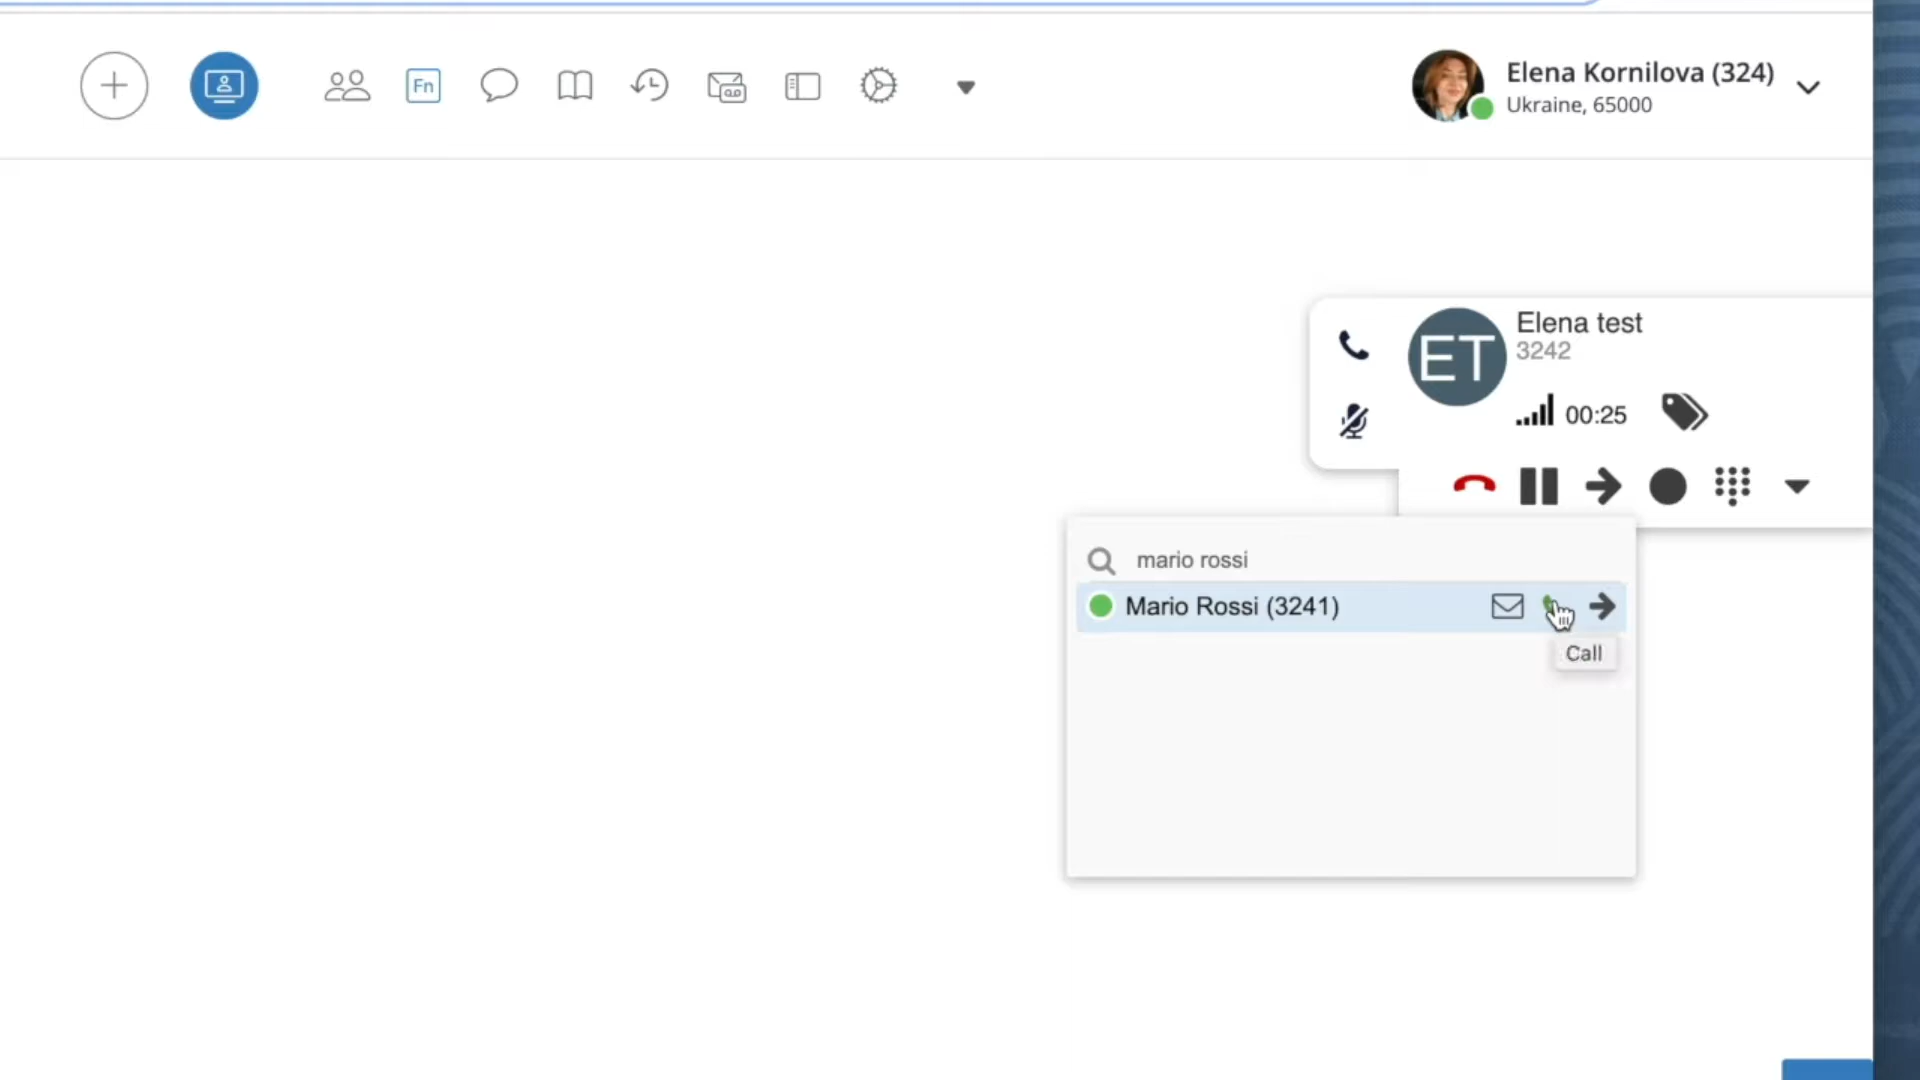 Fn
Elena Kornilova (324)
Ukraine, 65000
ET
Elena test
3242
00:25
mario rossi
Mario Rossi (3241)
Call